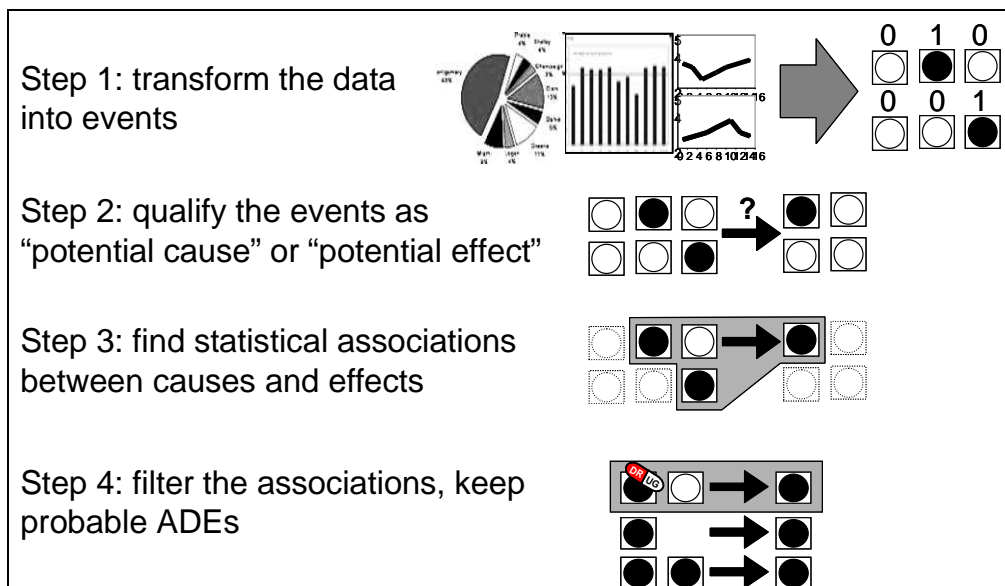 Step 1: transform the data
into events
0 1 0
0 0 1
Step 2: qualify the events as
“potential cause” or “potential effect”
?
Step 3: find statistical associations
between causes and effects
Step 4: filter the associations, keep
probable ADEs
DR UG